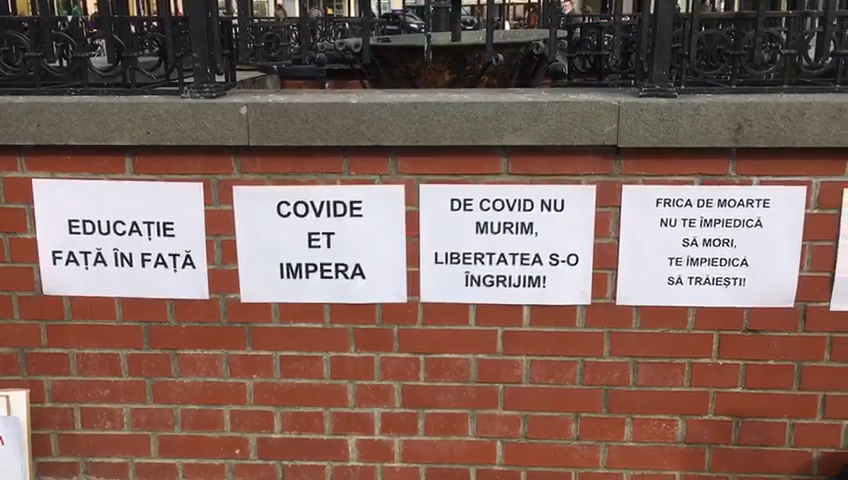 EDUCAȚIE
FAȚĂ ÎN FAȚĂ
COVIDE
ET
IMPERA
DE COVID NU
MURIM,
LIBERTATEA S-O
ÎNGRIJIM!
FRICA DE MOARTE
NU TE ÎMPIEDICĂ
SĂ MORI,
TE ÎMPIEDICĂ
SĂ TRĂIEȘTI!